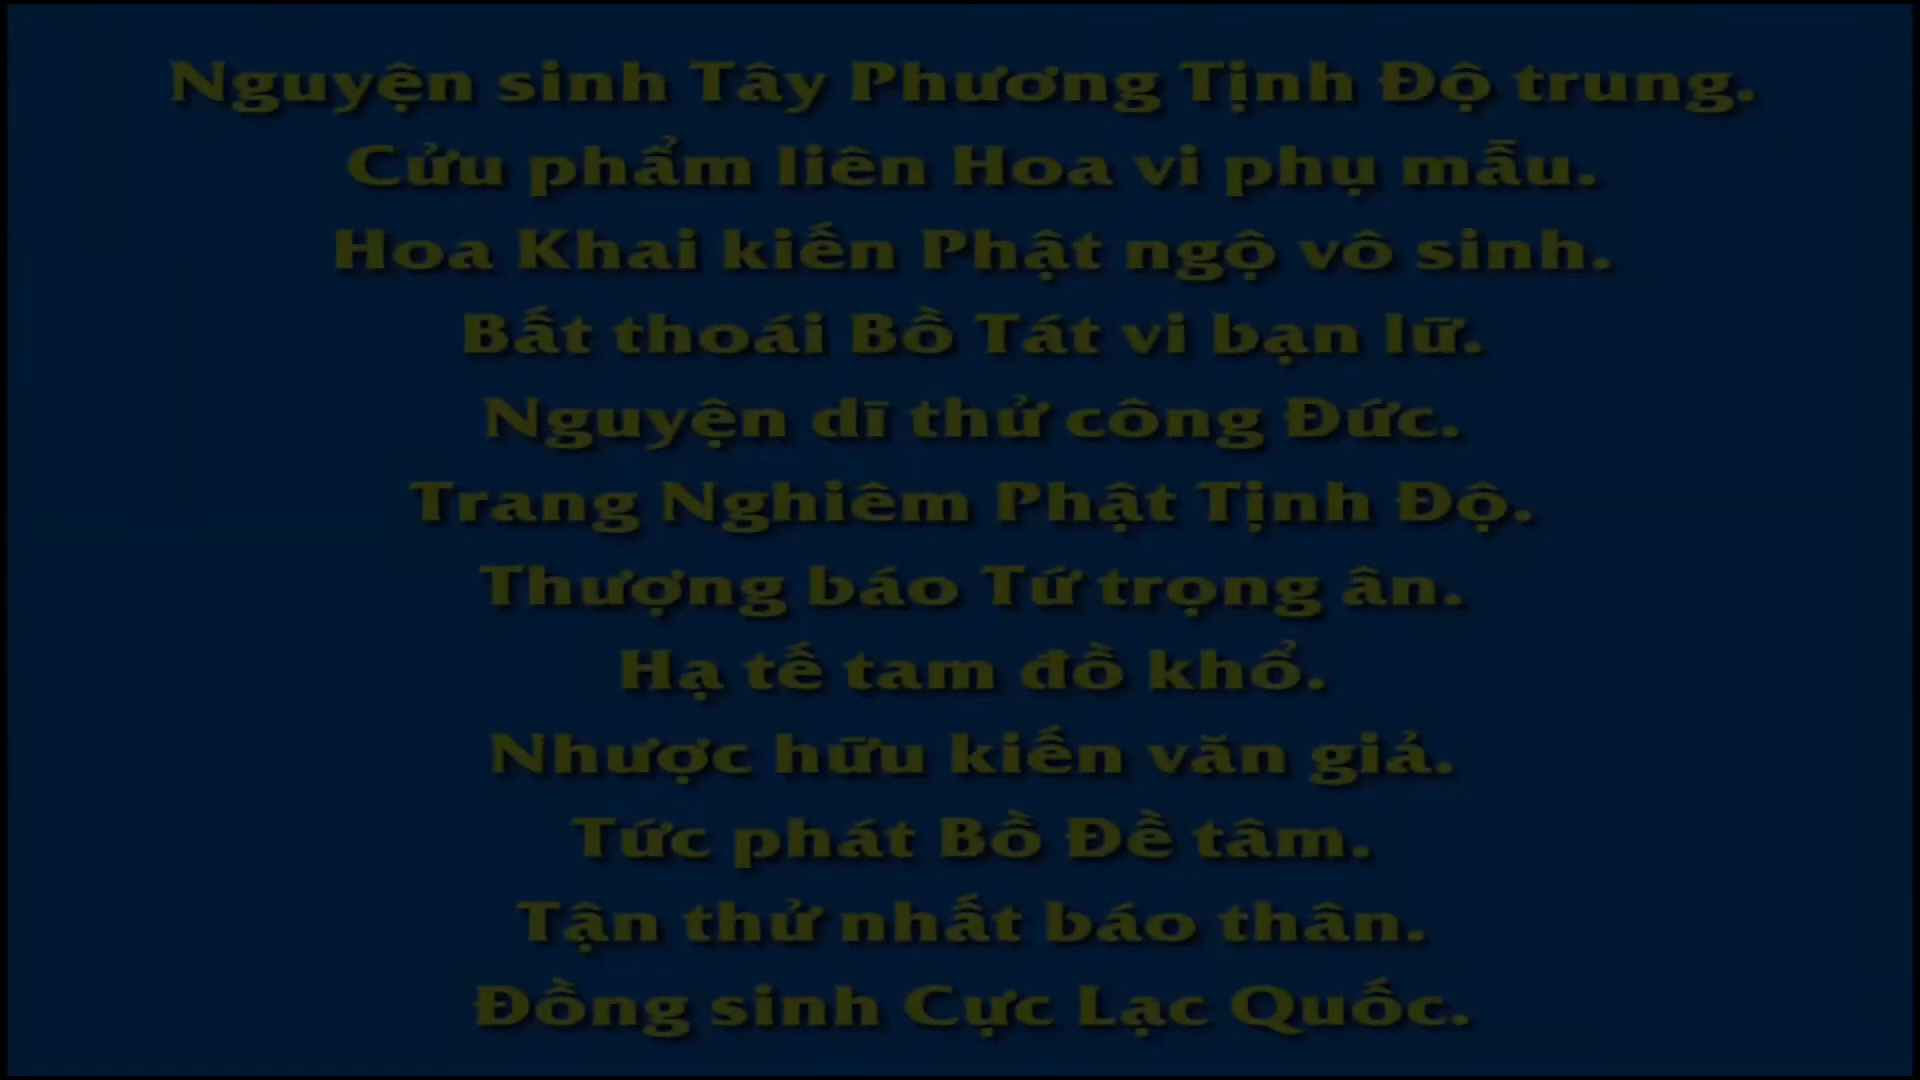 Nguyện sinh Tây Phương Tịnh Độ trung.
Cửu phẩm liên Hoa vi phụ mẫu.
Hoa Khai kiến Phật ngộ vô sinh.
Bất thoái Bồ Tát vi bạn lữ.
Nguyện dĩ thử công Đức.
Trang Nghiêm Phật Tịnh Độ.
Thượng báo Tứ trọng ân.
Hạ tế tam đồ khổ.
Nhược hữu kiến văn giả.
Tức phát Bồ Đề tâm.
Tận thử nhất báo thân.
Đồng sinh Cực Lạc Quốc.